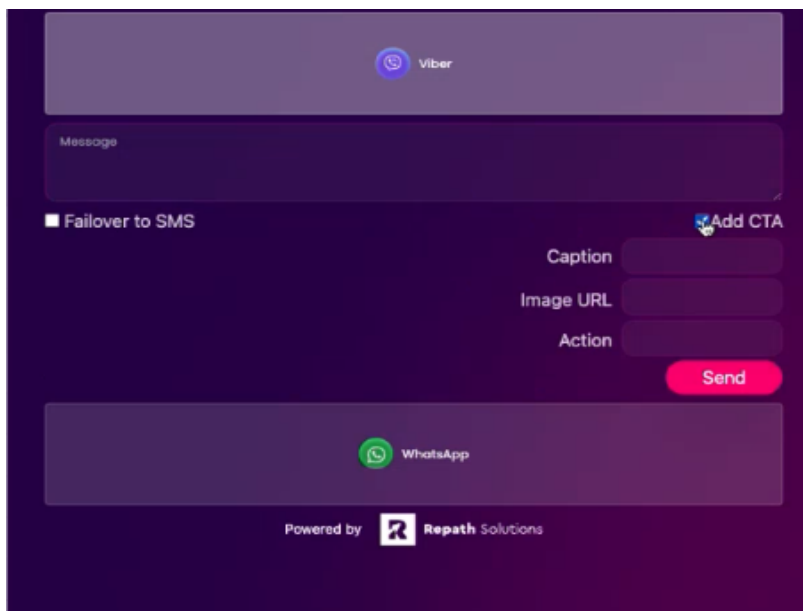 Viber
Message
Failover to SMS
Add CTA
Caption
Image URL
Action
Send
WhatsApp
Powered by R Repath Solutions